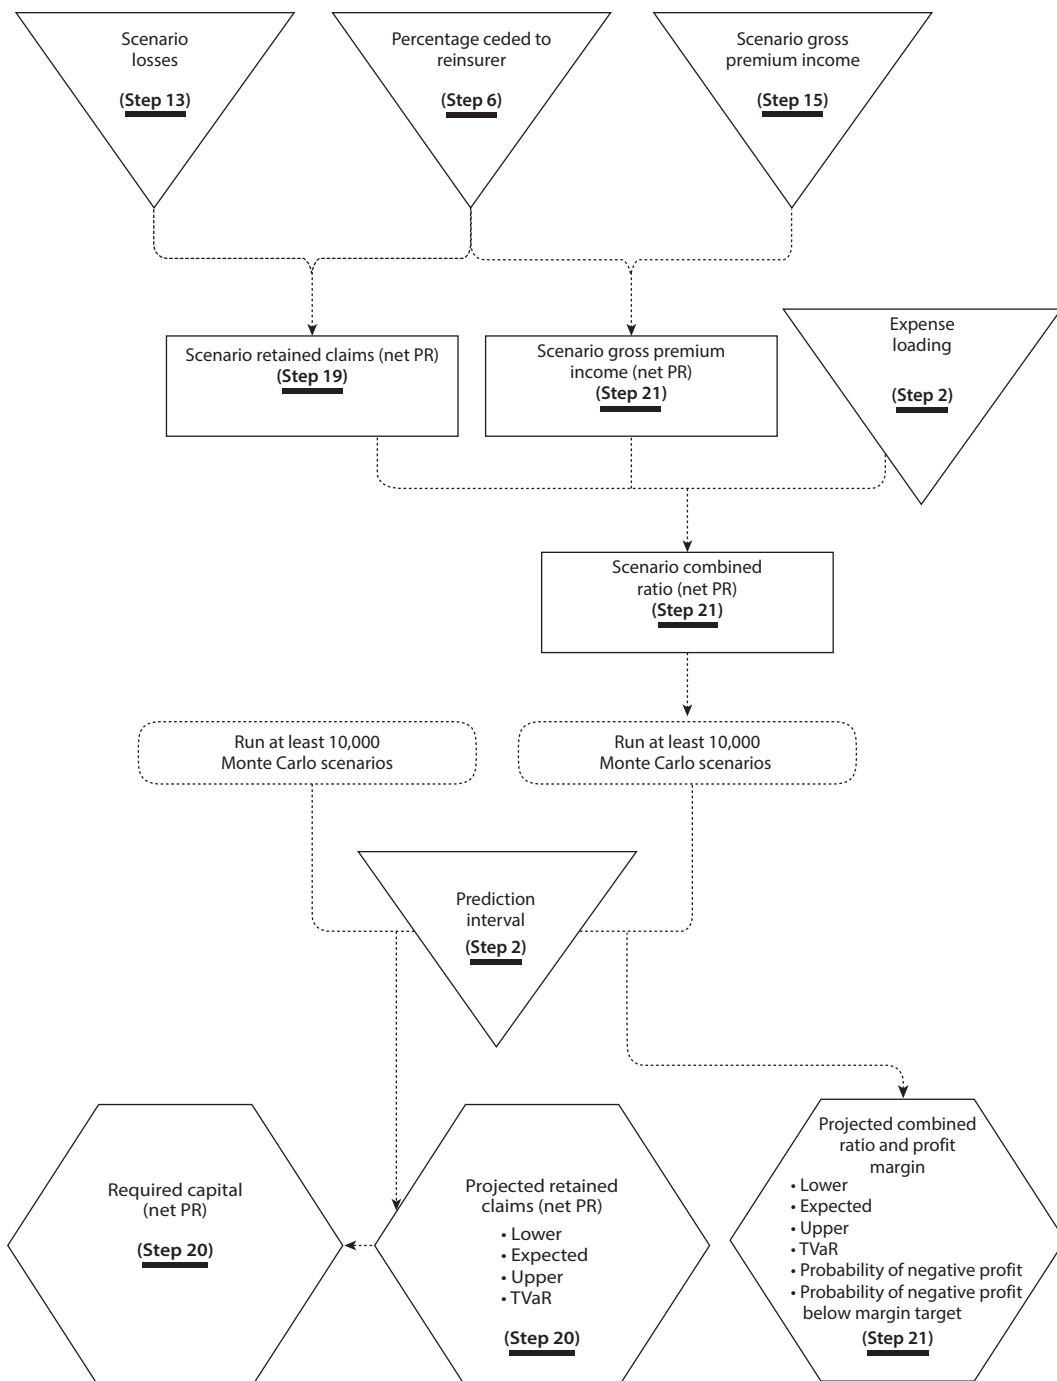 Scenario
losses
(Step 13)
Percentage ceded to
reinsurer
(Step 6)
Scenario gross
premium income
(Step 15)
Scenario retained claims (net PR)
(Step 19)
Scenario gross premium
income (net PR)
(Step 21)
Expense
loading
(Step 2)
Scenario combined
ratio (net PR)
(Step 21)
Run at least 10,000
Monte Carlo scenarios
Run at least 10,000
Monte Carlo scenarios
Prediction
interval
(Step 2)
Required capital
(net PR)
(Step 20)
Projected retained
claims (net PR)
• Lower
• Expected
• Upper
• TVaR
(Step 20)
Projected combined
ratio and profit
margin
• Lower
• Expected
• Upper
• TVaR
• Probability of negative profit
• Probability of negative profit
below margin target
(Step 21)